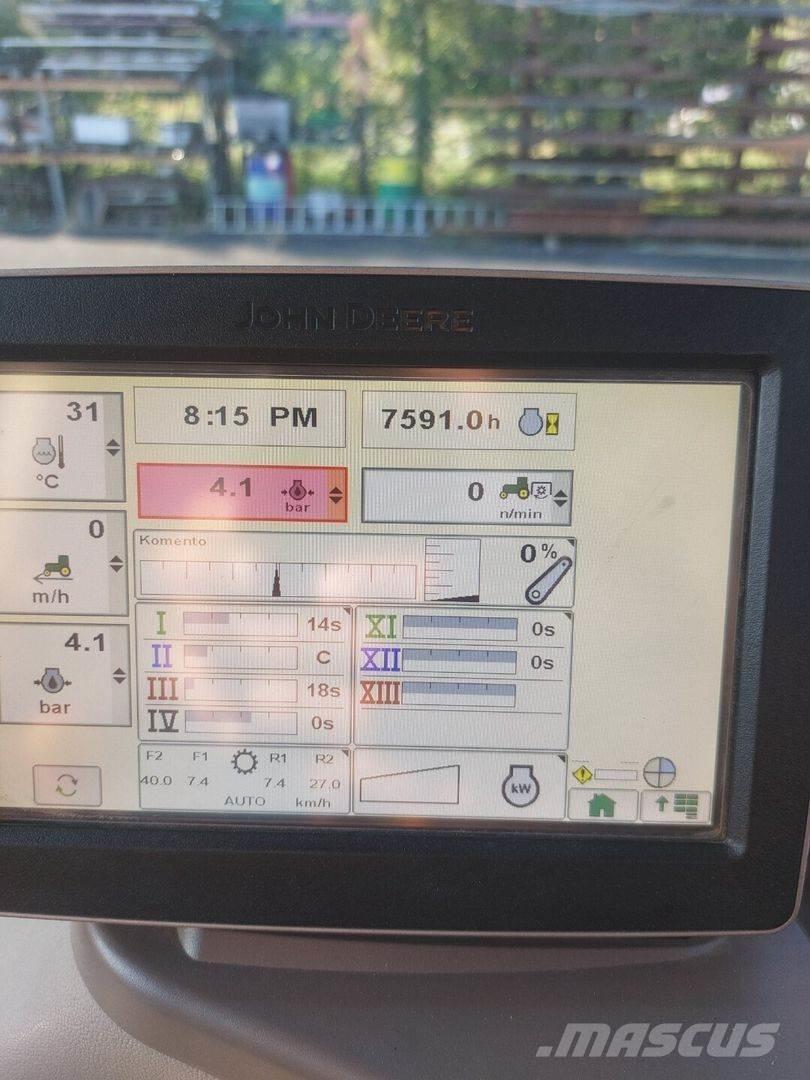 JOHN DEERE
31
°C
8:15 PM
7591.0 h
4.1
bar
0
n/min
0
m/h
Komento
0 %
4.1
bar
I 14s
II C
III 18s
IV 0s
XI 0s
XII 0s
XIII
F2 F1 R1 R2
40.0 7.4 7.4 27.0
AUTO km/h
kW
.MASCUS